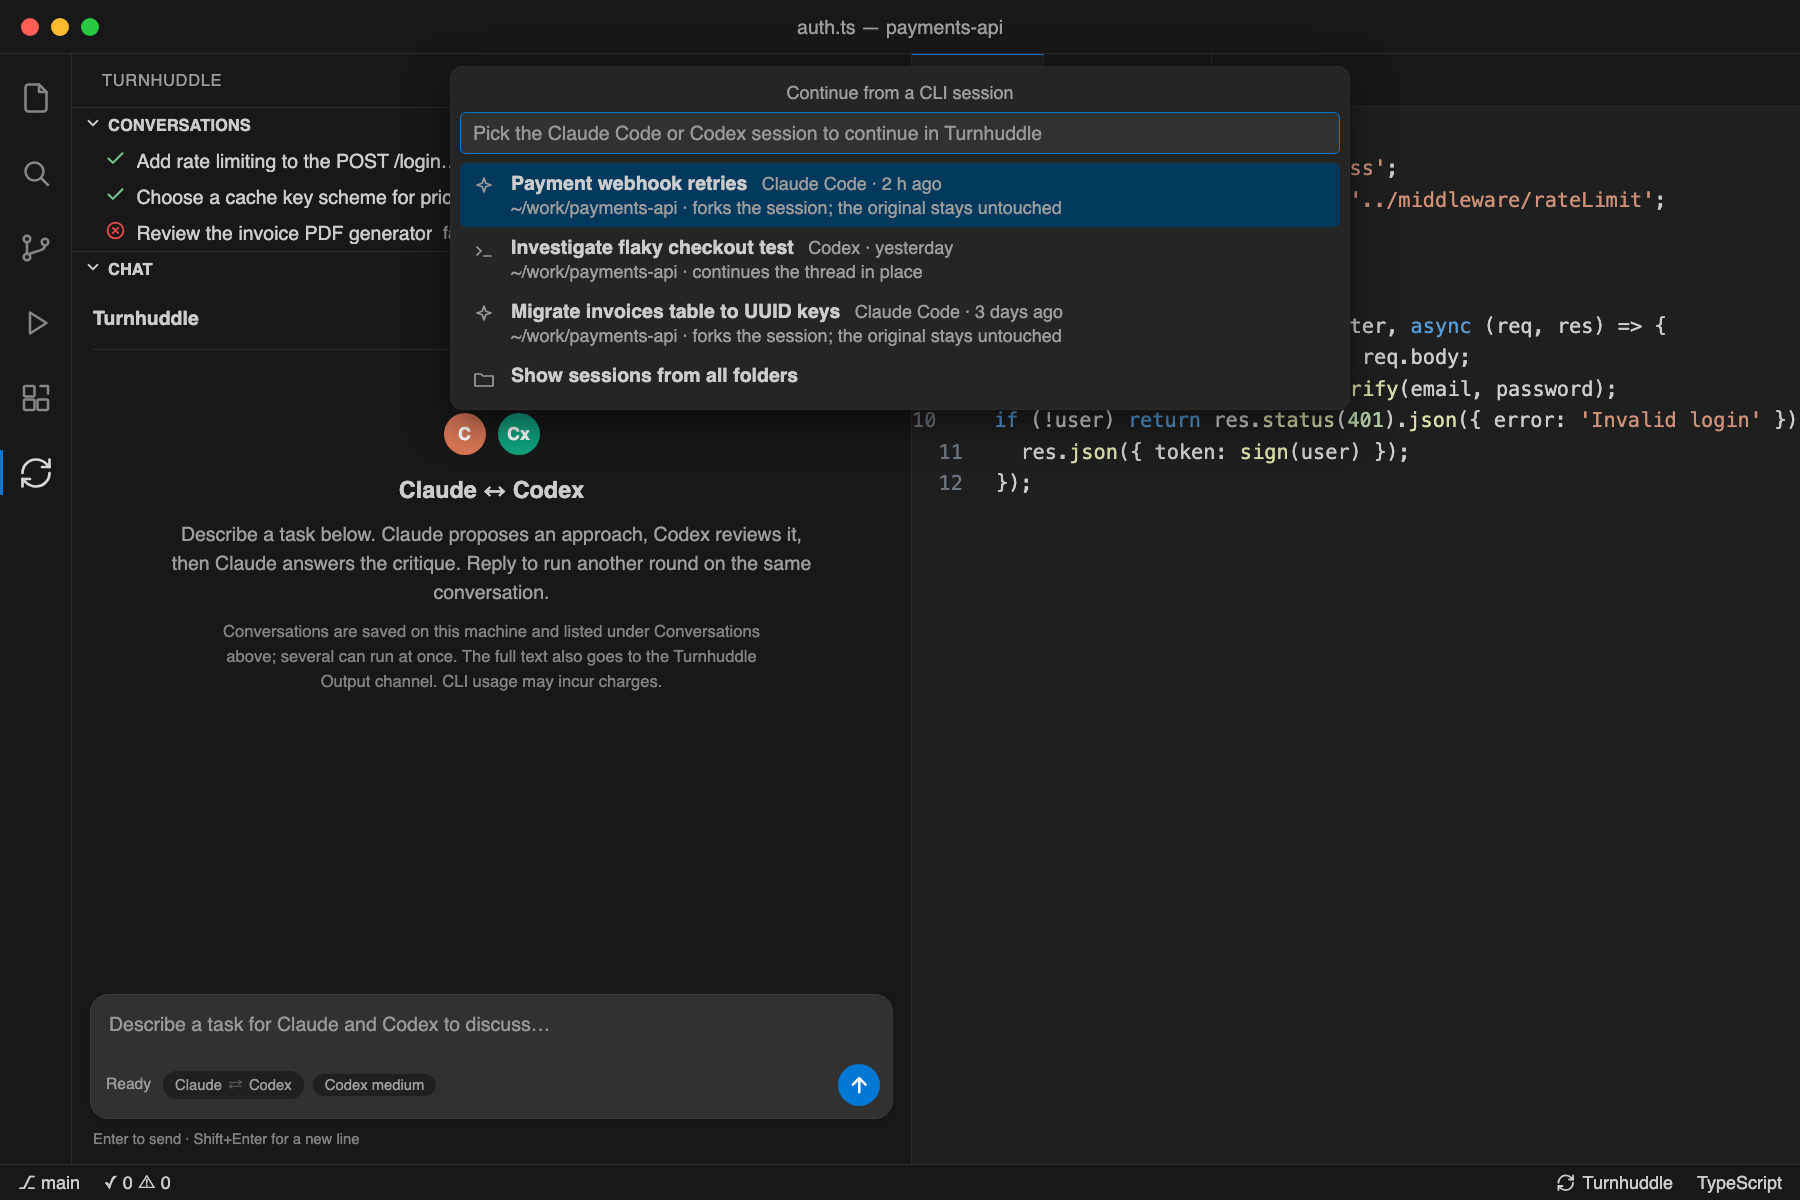 auth.ts — payments-api
TURNHUDDLE
CONVERSATIONS
Add rate limiting to the POST /login…
Choose a cache key scheme for
Review the invoice PDF generator
CHAT
Turnhuddle
Continue from a CLI session
Pick the Claude Code or Codex session to continue in Turnhuddle
Payment webhook retries Claude Code · 2 h ago
~/work/payments-api · forks the session; the original stays untouched
Investigate flaky checkout test Codex · yesterday
~/work/payments-api · continues the thread in place
Migrate invoices table to UUID keys Claude Code · 3 days ago
~/work/payments-api · forks the session; the original stays untouched
Show sessions from all folders
C Cx
Claude ↔ Codex
Describe a task below. Claude proposes an approach, Codex reviews it,
then Claude answers the critique. Reply to run another round on the same
conversation.
Conversations are saved on this machine and listed under Conversations
above; several can run at once. The full text also goes to the Turnhuddle
Output channel. CLI usage may incur charges.
Describe a task for Claude and Codex to discuss…
Ready Claude ⇄ Codex Codex medium
Enter to send · Shift+Enter for a new line
ss';
'../middleware/rateLimit';
ter, async (req, res) => {
req.body;
rify(email, password);
10 if (!user) return res.status(401).json({ error: 'Invalid login' })
11 res.json({ token: sign(user) });
12 });
main ✓ 0 ⚠ 0
Turnhuddle TypeScript